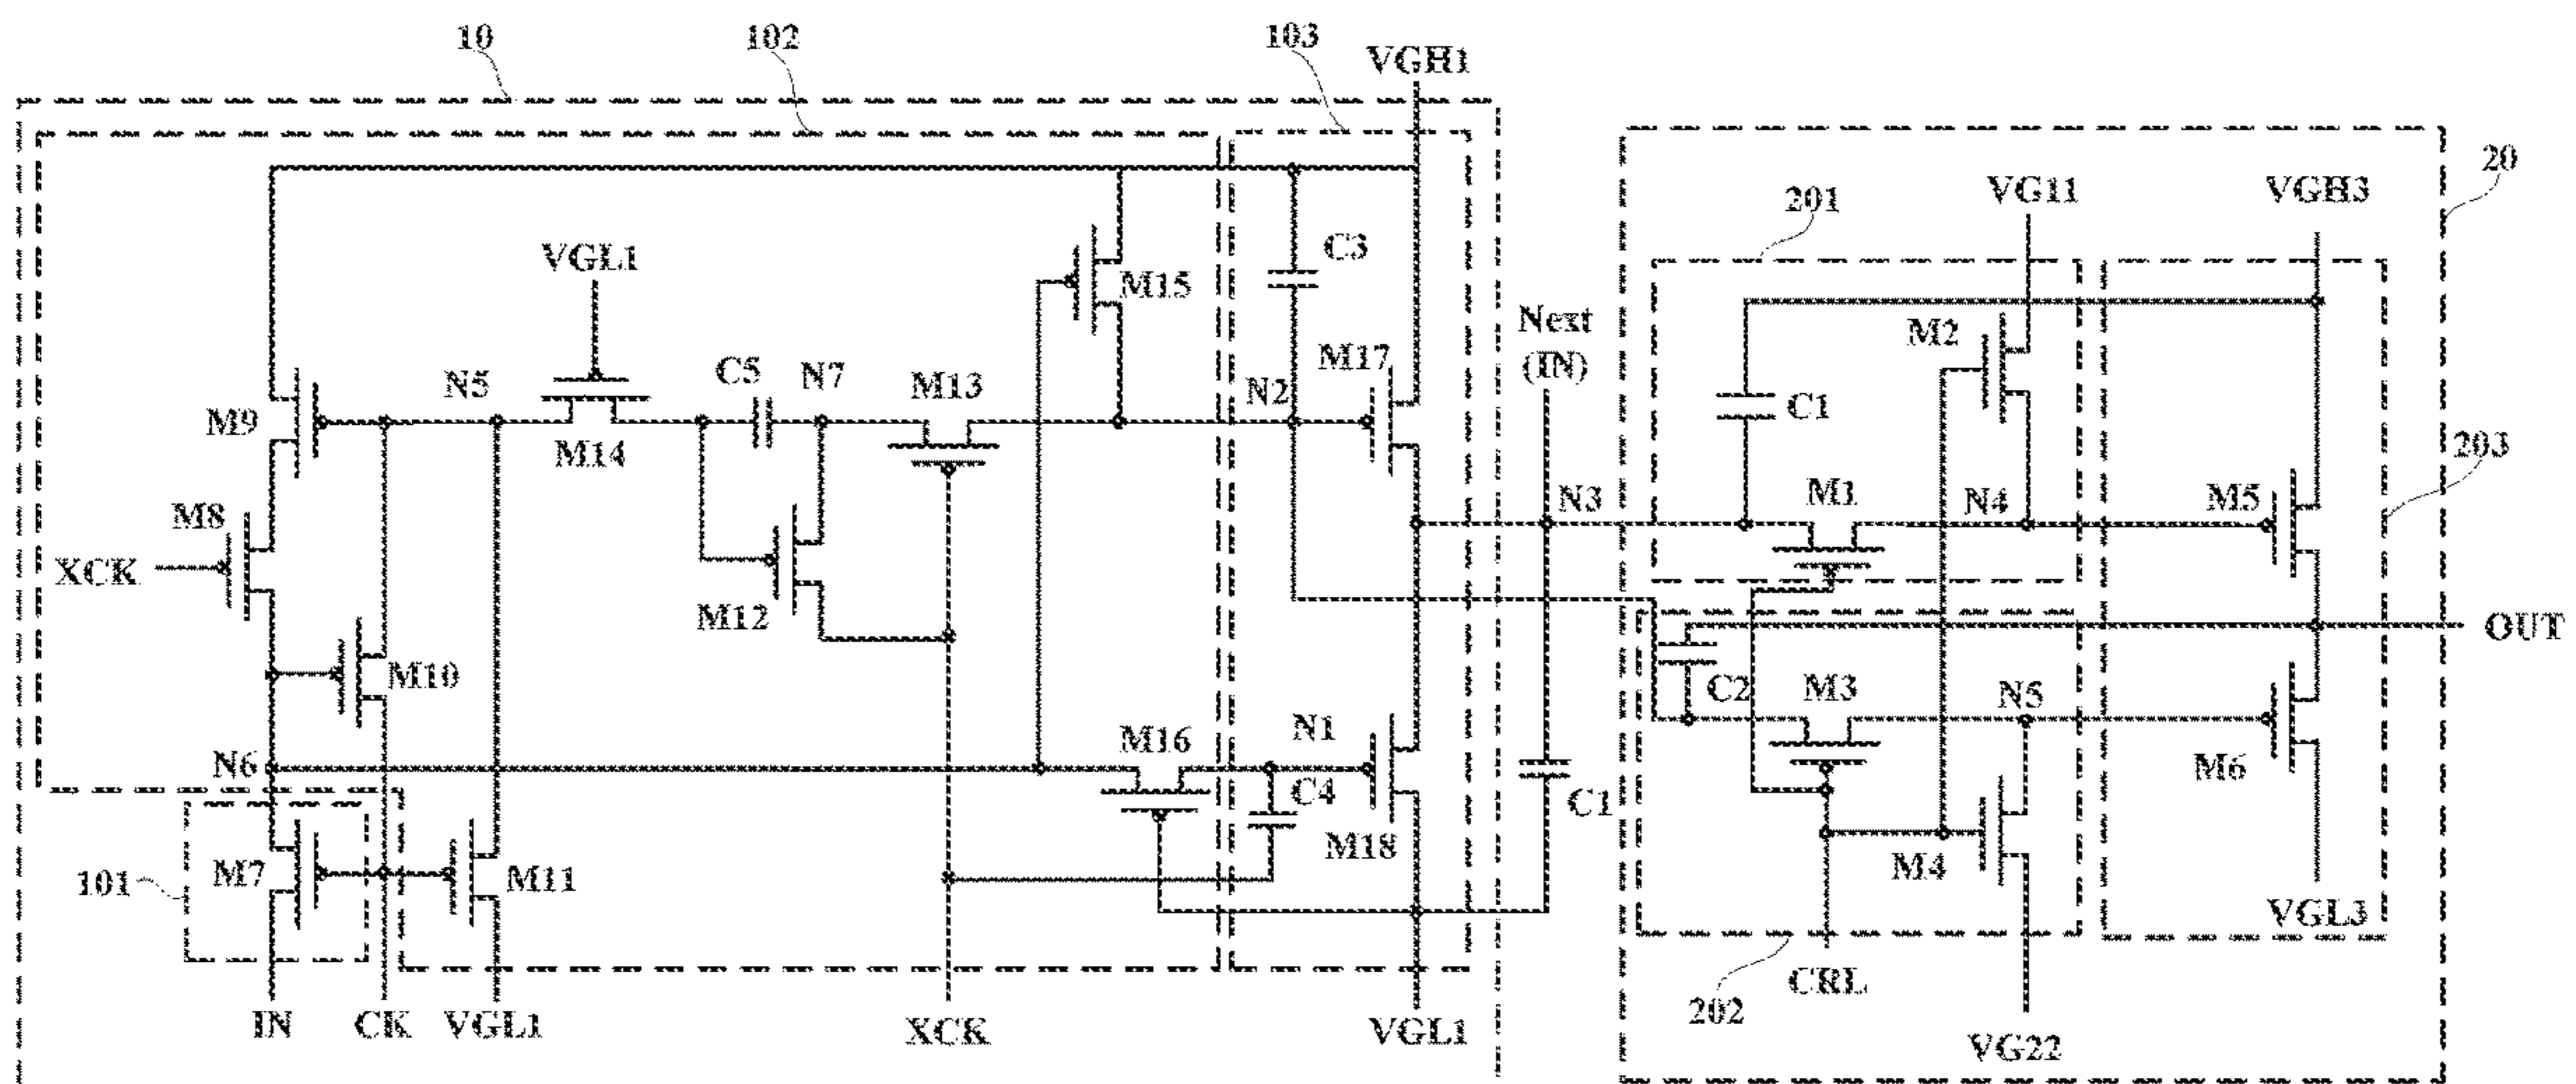 10
102
103
VGH1
20
201
VG11
VGH3
VGL1
C3
M15
Next
(IN)
M2
M17
C5
N7
M13
N2
N5
M9
M14
C1
203
M8
N3
M1
N4
M5
XCK
M12
OUT
M10
C2
M3
N5
N1
M16
N6
M6
C4
C1
M18
M7
M11
M4
101
VGL3
CRL
202
IN
CK
VGL1
XCK
VGL1
VG22